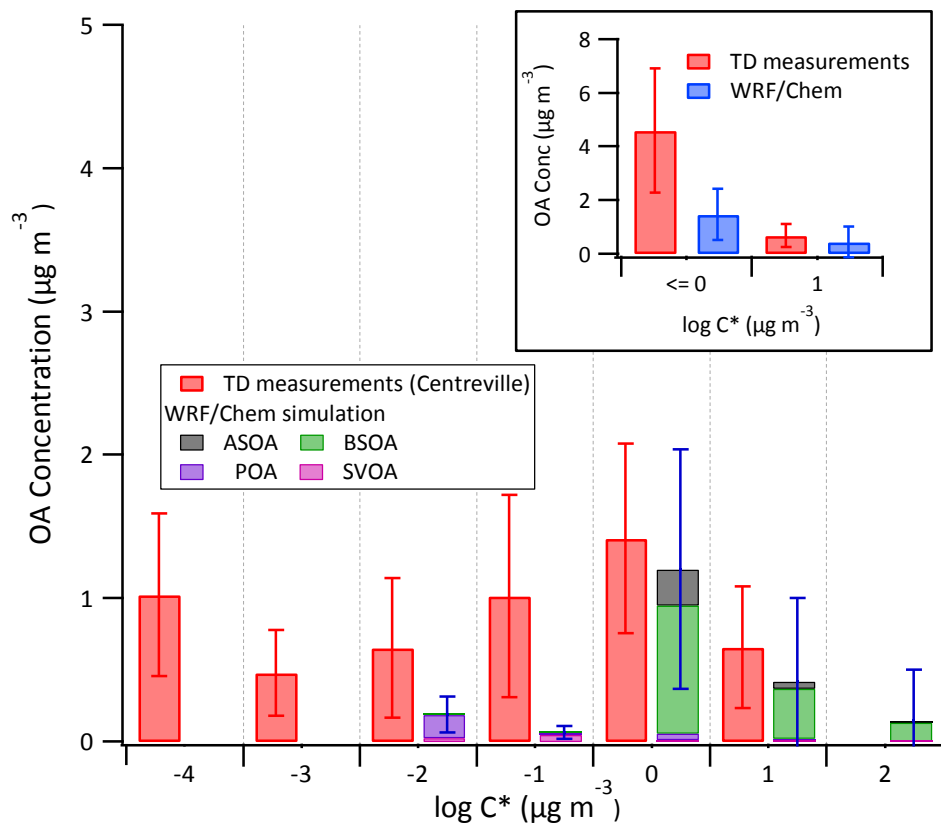 5
4
3
2
1
0
OA Concentration (µg m⁻³)
8
6
4
2
0
OA Conc (µg m⁻³)
TD measurements
WRF/Chem
<= 0
1
log C* (µg m⁻³)
TD measurements (Centreville)
WRF/Chem simulation
ASOA BSOA
POA SVOA
-4 -3 -2 -1 0 1 2
log C* (µg m⁻³)